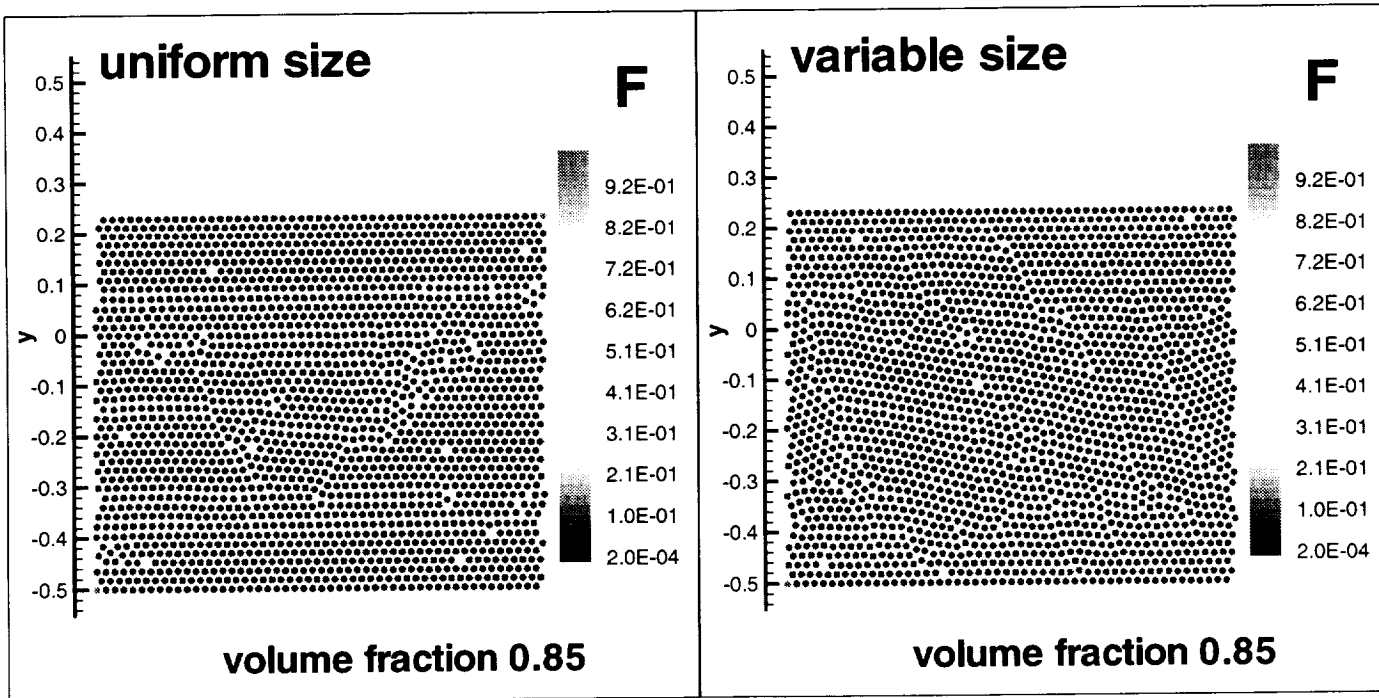 uniform size
F
0.5
0.4
0.3
0.2
0.1
0
-0.1
-0.2
-0.3
-0.4
-0.5
y
9.2E-01
8.2E-01
7.2E-01
6.2E-01
5.1E-01
4.1E-01
3.1E-01
2.1E-01
1.0E-01
2.0E-04
volume fraction 0.85
variable size
F
0.5
0.4
0.3
0.2
0.1
0
-0.1
-0.2
-0.3
-0.4
-0.5
y
9.2E-01
8.2E-01
7.2E-01
6.2E-01
5.1E-01
4.1E-01
3.1E-01
2.1E-01
1.0E-01
2.0E-04
volume fraction 0.85